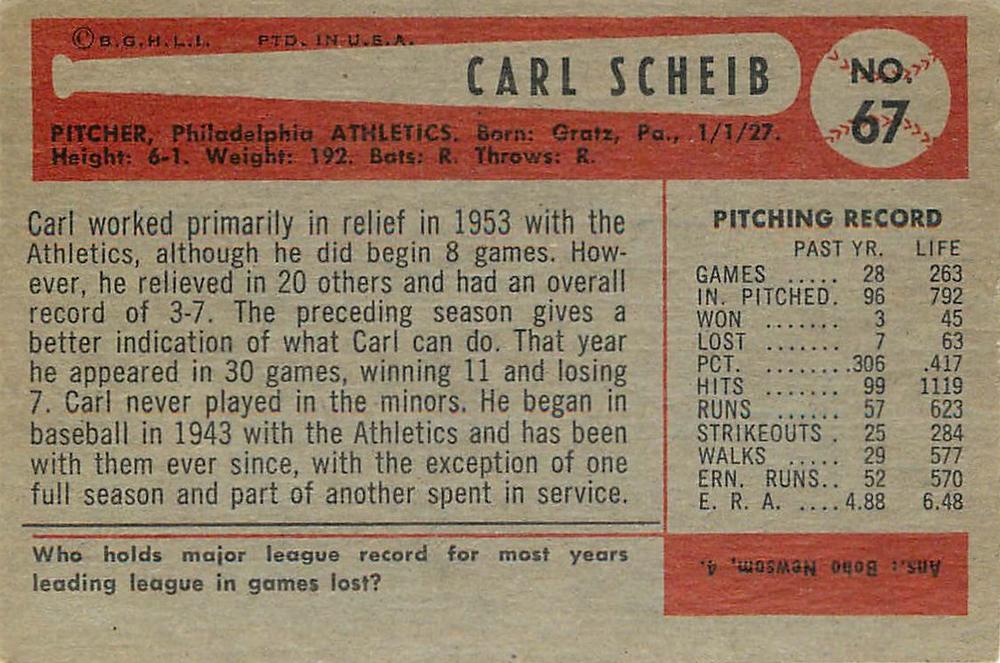 ©B.G.H.L.I. PTD. IN U.S.A.
CARL SCHEIB
NO.
67
PITCHER, Philadelphia ATHLETICS. Born: Gratz, Pa., 1/1/27.
Height: 6-1. Weight: 192. Bats: R. Throws: R.
Carl worked primarily in relief in 1953 with the
Athletics, although he did begin 8 games. How-
ever, he relieved in 20 others and had an overall
record of 3-7. The preceding season gives a
better indication of what Carl can do. That year
he appeared in 30 games, winning 11 and losing
7. Carl never played in the minors. He began in
baseball in 1943 with the Athletics and has been
with them ever since, with the exception of one
full season and part of another spent in service.
PITCHING RECORD
PAST YR. LIFE
GAMES ..... 28 263
IN. PITCHED. 96 792
WON ....... 3 45
LOST ....... 7 63
PCT. ........306 .417
HITS ....... 99 1119
RUNS ...... 57 623
STRIKEOUTS . 25 284
WALKS ..... 29 577
ERN. RUNS.. 52 570
E. R. A. ....4.88 6.48
Who holds major league record for most years
leading league in games lost?
Ans.: Bobo Newsom, 4.